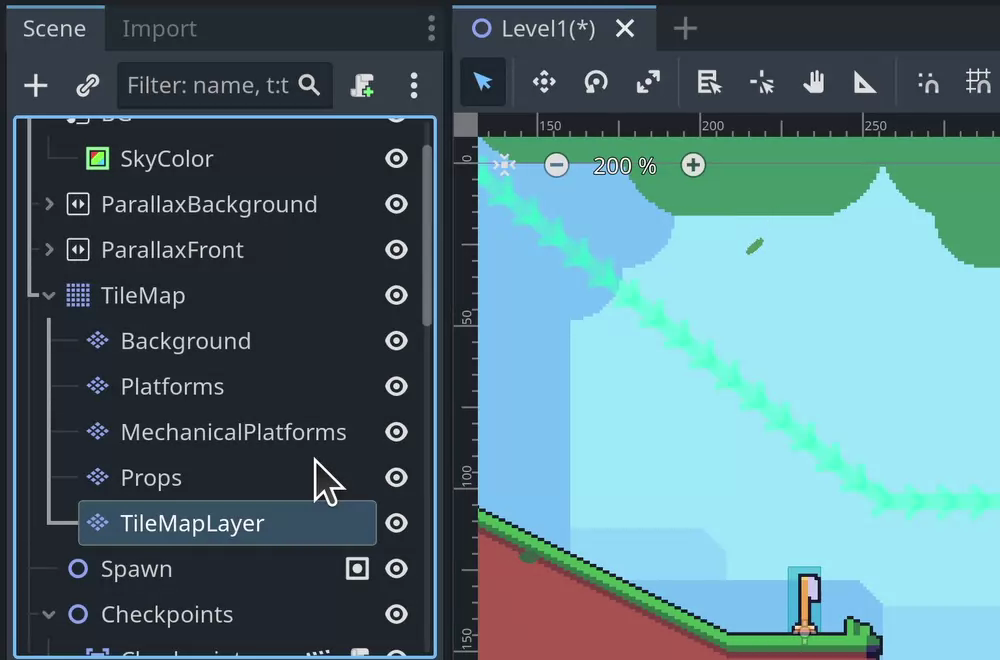 Scene Import
Level1(*)
Filter: name, t:t
BG
SkyColor
ParallaxBackground
ParallaxFront
TileMap
Background
Platforms
MechanicalPlatforms
Props
TileMapLayer
Spawn
Checkpoints
150 200 250
200 %
0
50
100
150